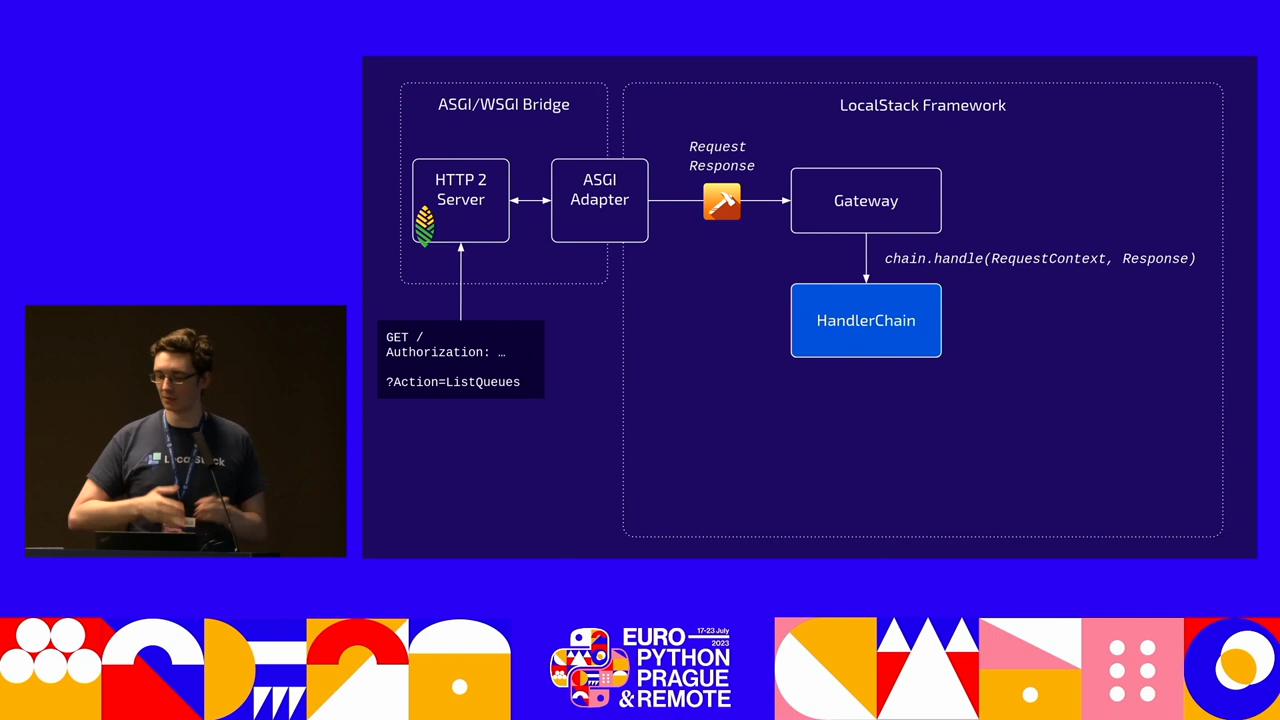 ASGI/WSGI Bridge
LocalStack Framework
HTTP 2
Server
ASGI
Adapter
Request
Response
Gateway
chain.handle(RequestContext, Response)
HandlerChain
GET /
Authorization: …
?Action=ListQueues
LocalStack
17-23 July
2023
EURO
PYTHON
PRAGUE
& REMOTE